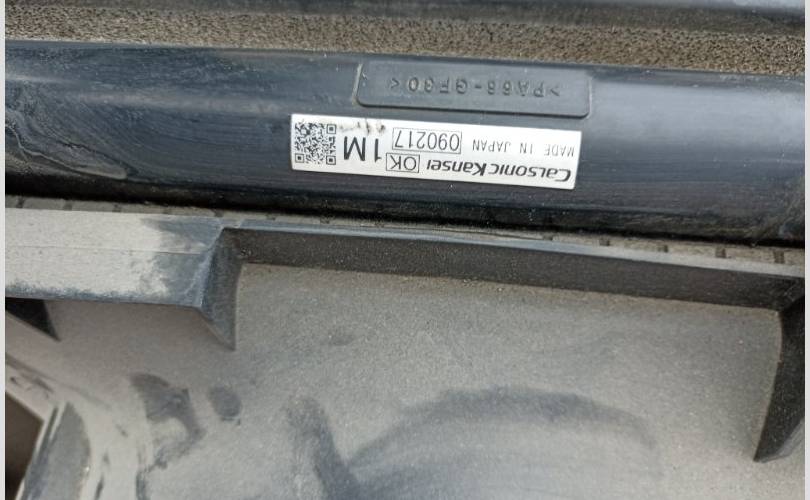 >PA66-GF30<
CALSONIC KANSEI OK 1M
MADE IN JAPAN 090217